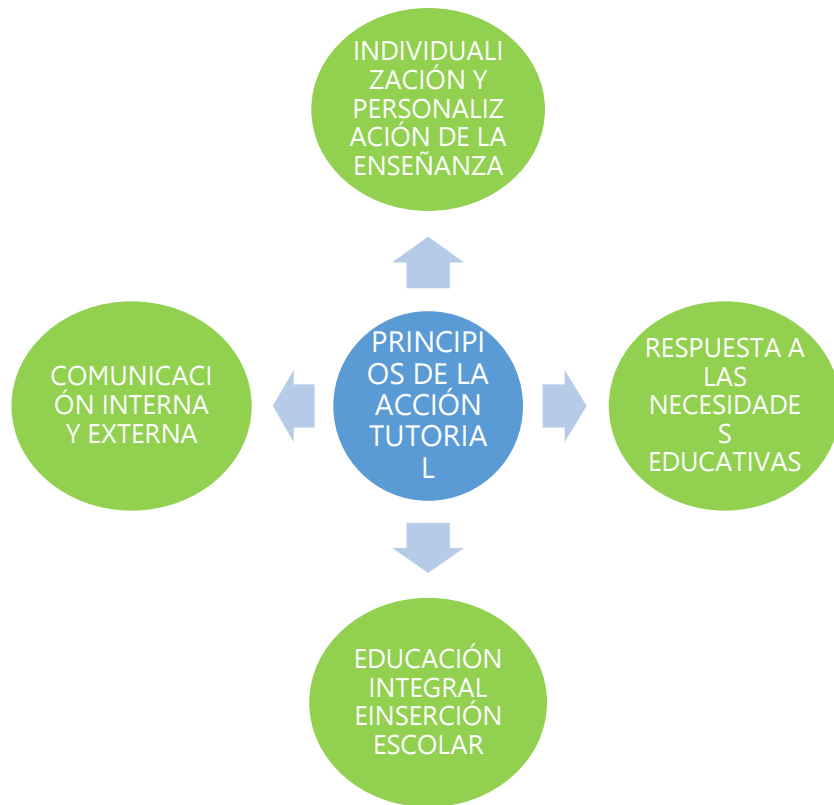 INDIVIDUALI
ZACIÓN Y
PERSONALIZ
ACIÓN DE LA
ENSEÑANZA
COMUNICACI
ÓN INTERNA
Y EXTERNA
PRINCIPI
OS DE LA
ACCIÓN
TUTORIA
L
RESPUESTA A
LAS
NECESIDADE
S
EDUCATIVAS
EDUCACIÓN
INTEGRAL
EINSERCIÓN
ESCOLAR